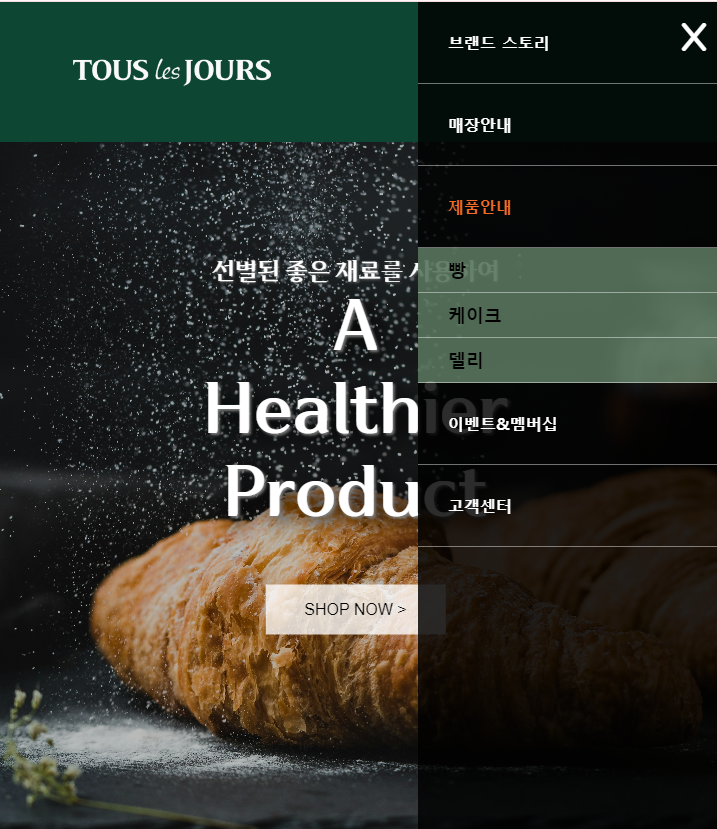 TOUS les JOURS
X
브랜드 스토리
매장안내
제품안내
빵
케이크
델리
이벤트&멤버십
고객센터
선별된 좋은 재료를 사용하여
A
Healthier
Product
SHOP NOW >